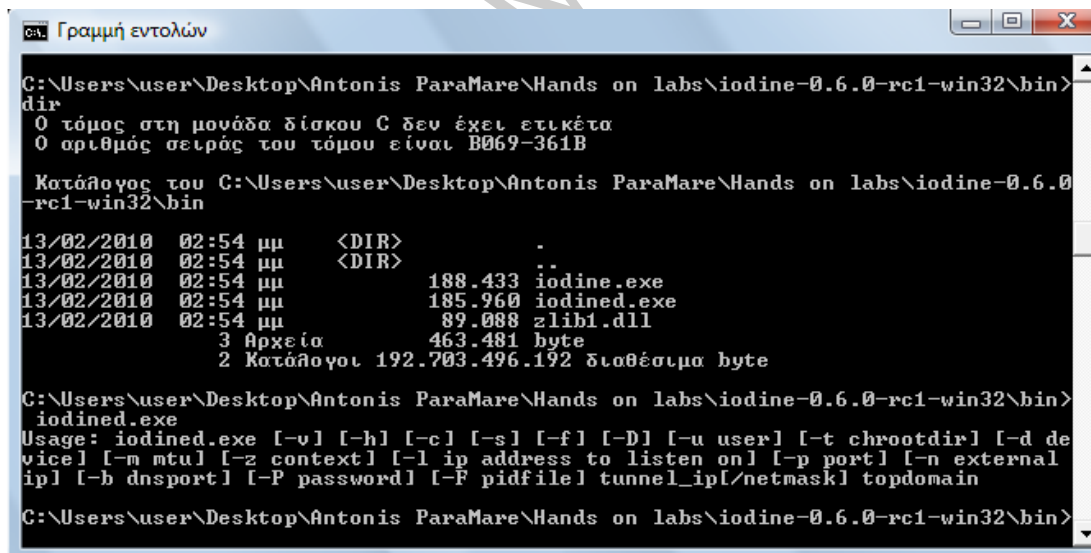 Γραμμή εντολών
C:\Users\user\Desktop\Antonis ParaMare\Hands on labs\iodine-0.6.0-rc1-win32\bin>
dir
Ο τόμος στη μονάδα δίσκου C δεν έχει ετικέτα
Ο αριθμός σειράς του τόμου είναι B069-361B
Κατάλογος του C:\Users\user\Desktop\Antonis ParaMare\Hands on labs\iodine-0.6.0
-rc1-win32\bin
13/02/2010 02:54 μμ <DIR> .
13/02/2010 02:54 μμ <DIR> ..
13/02/2010 02:54 μμ 188.433 iodine.exe
13/02/2010 02:54 μμ 185.960 iodined.exe
13/02/2010 02:54 μμ 89.088 zlib1.dll
3 Αρχεία 463.481 byte
2 Κατάλογοι 192.703.496.192 διαθέσιμα byte
C:\Users\user\Desktop\Antonis ParaMare\Hands on labs\iodine-0.6.0-rc1-win32\bin>
iodined.exe
Usage: iodined.exe [-v] [-h] [-c] [-s] [-f] [-D] [-u user] [-t chrootdir] [-d de
vice] [-m mtu] [-z context] [-l ip address to listen on] [-p port] [-n external
ip] [-b dnsport] [-P password] [-F pidfile] tunnel_ip[/netmask] topdomain
C:\Users\user\Desktop\Antonis ParaMare\Hands on labs\iodine-0.6.0-rc1-win32\bin>